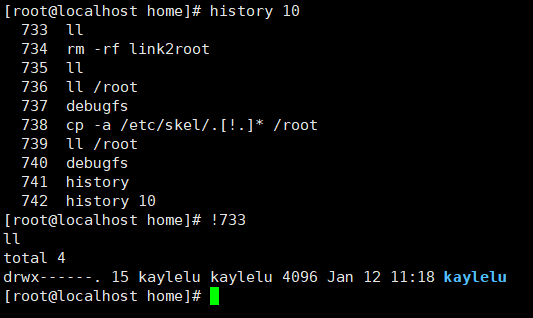 [root@localhost home]# history 10
  733  ll
  734  rm -rf link2root
  735  ll
  736  ll /root
  737  debugfs
  738  cp -a /etc/skel/.[!.]* /root
  739  ll /root
  740  debugfs
  741  history
  742  history 10
[root@localhost home]# !733
ll
total 4
drwx------. 15 kaylelu kaylelu 4096 Jan 12 11:18 kaylelu
[root@localhost home]#